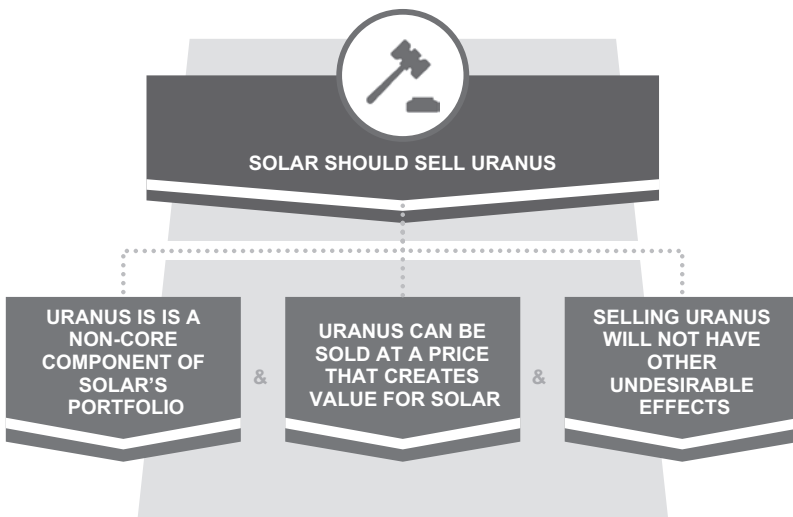 SOLAR SHOULD SELL URANUS
URANUS IS IS A
NON-CORE
COMPONENT OF
SOLAR'S
PORTFOLIO
&
URANUS CAN BE
SOLD AT A PRICE
THAT CREATES
VALUE FOR SOLAR
&
SELLING URANUS
WILL NOT HAVE
OTHER
UNDESIRABLE
EFFECTS